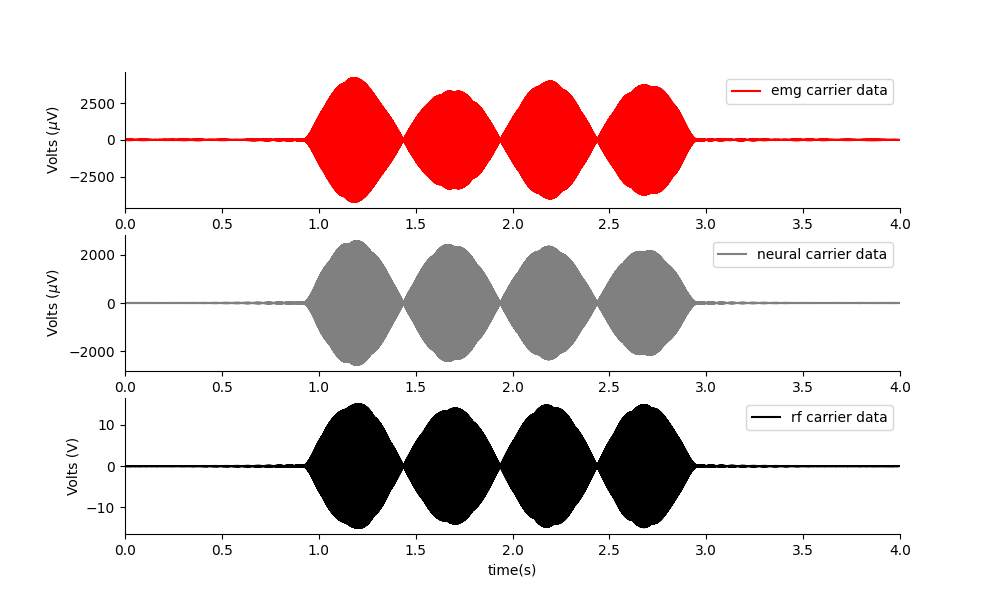 emg carrier data
Volts (μV)
2500
0
−2500
0.0 0.5 1.0 1.5 2.0 2.5 3.0 3.5 4.0
neural carrier data
Volts (μV)
2000
0
−2000
0.0 0.5 1.0 1.5 2.0 2.5 3.0 3.5 4.0
rf carrier data
Volts (V)
10
0
−10
0.0 0.5 1.0 1.5 2.0 2.5 3.0 3.5 4.0
time(s)